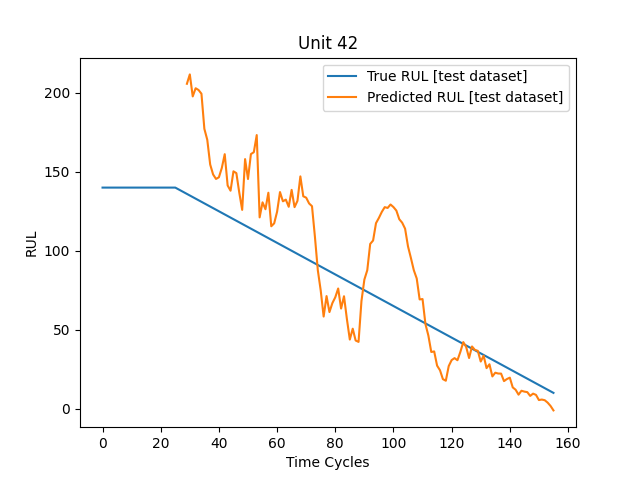 Unit 42
True RUL [test dataset]
Predicted RUL [test dataset]
RUL
200
150
100
50
0
0 20 40 60 80 100 120 140 160
Time Cycles